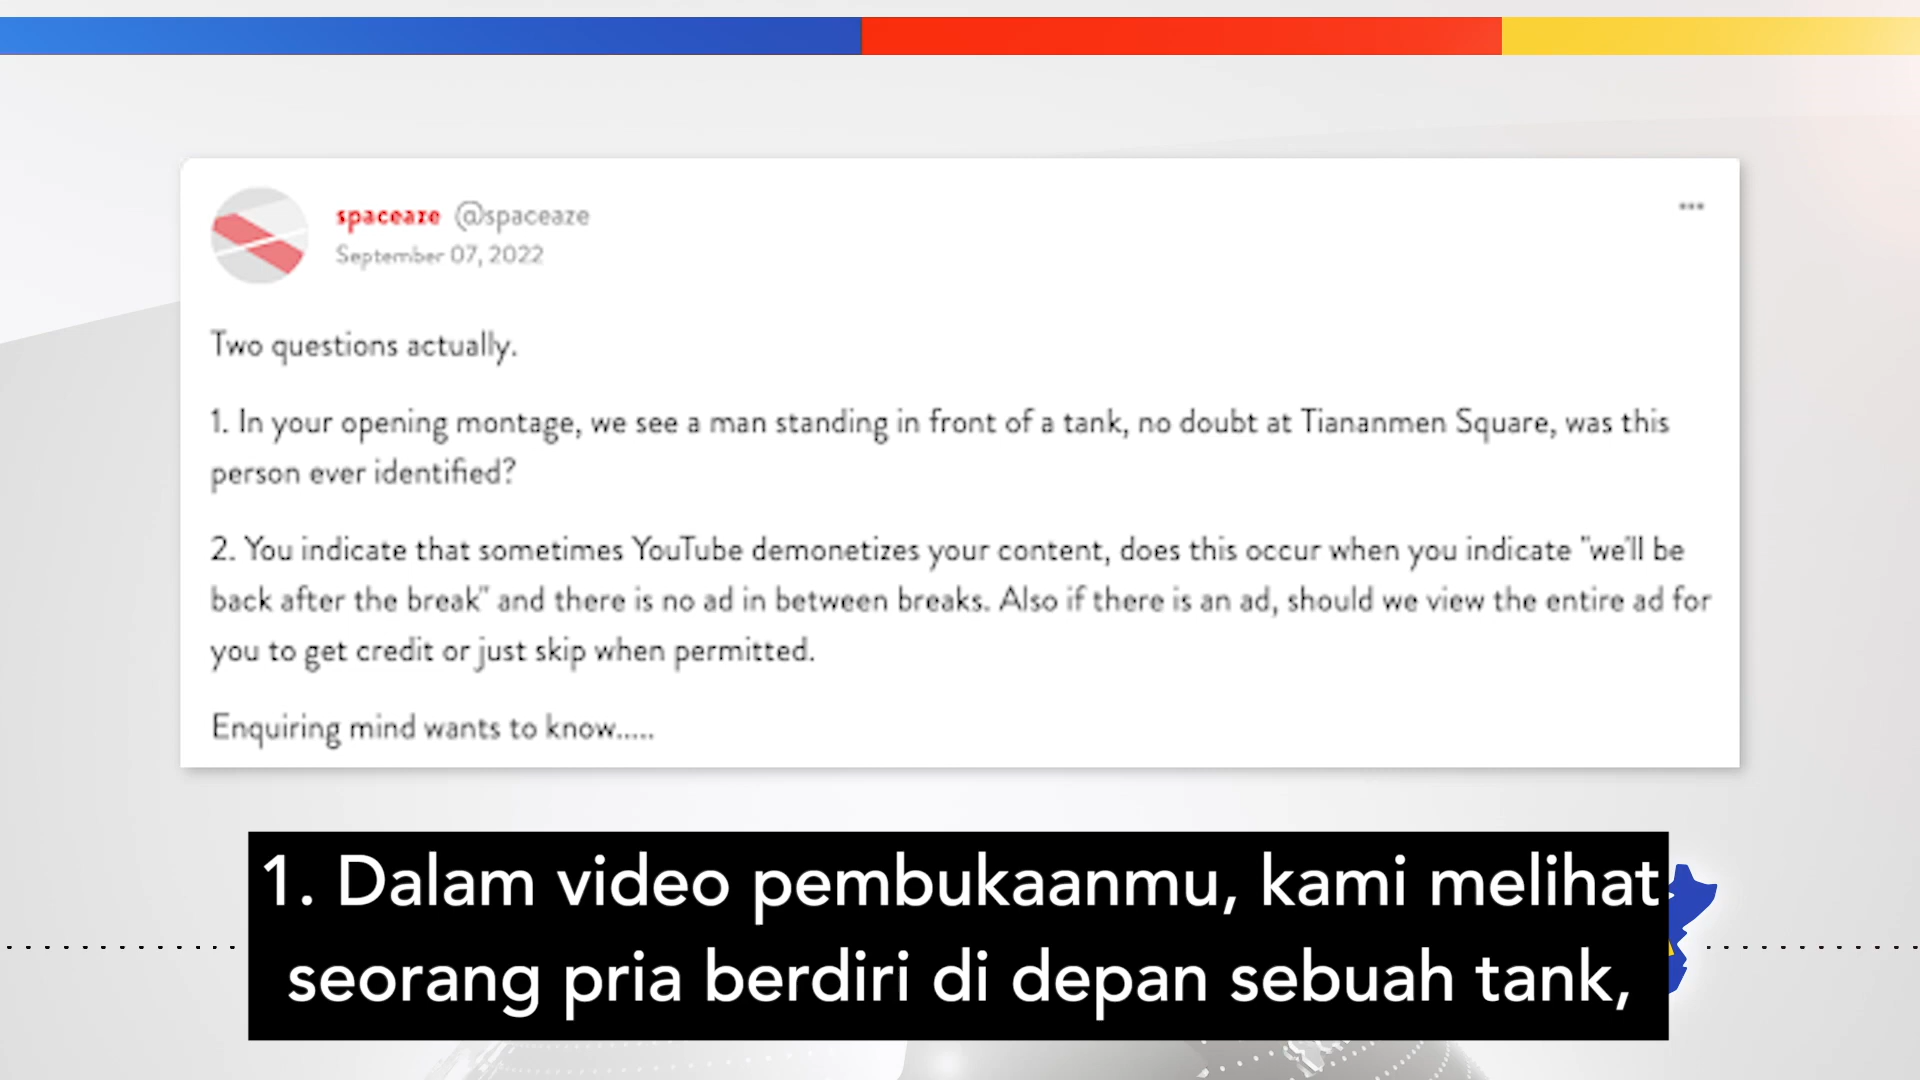 spaceaze @spaceaze
September 07, 2022
Two questions actually.
1. In your opening montage, we see a man standing in front of a tank, no doubt at Tiananmen Square, was this
person ever identified?
2. You indicate that sometimes YouTube demonetizes your content, does this occur when you indicate "we'll be
back after the break" and there is no ad in between breaks. Also if there is an ad, should we view the entire ad for
you to get credit or just skip when permitted.
Enquiring mind wants to know.....
1. Dalam video pembukaanmu, kami melihat
seorang pria berdiri di depan sebuah tank,